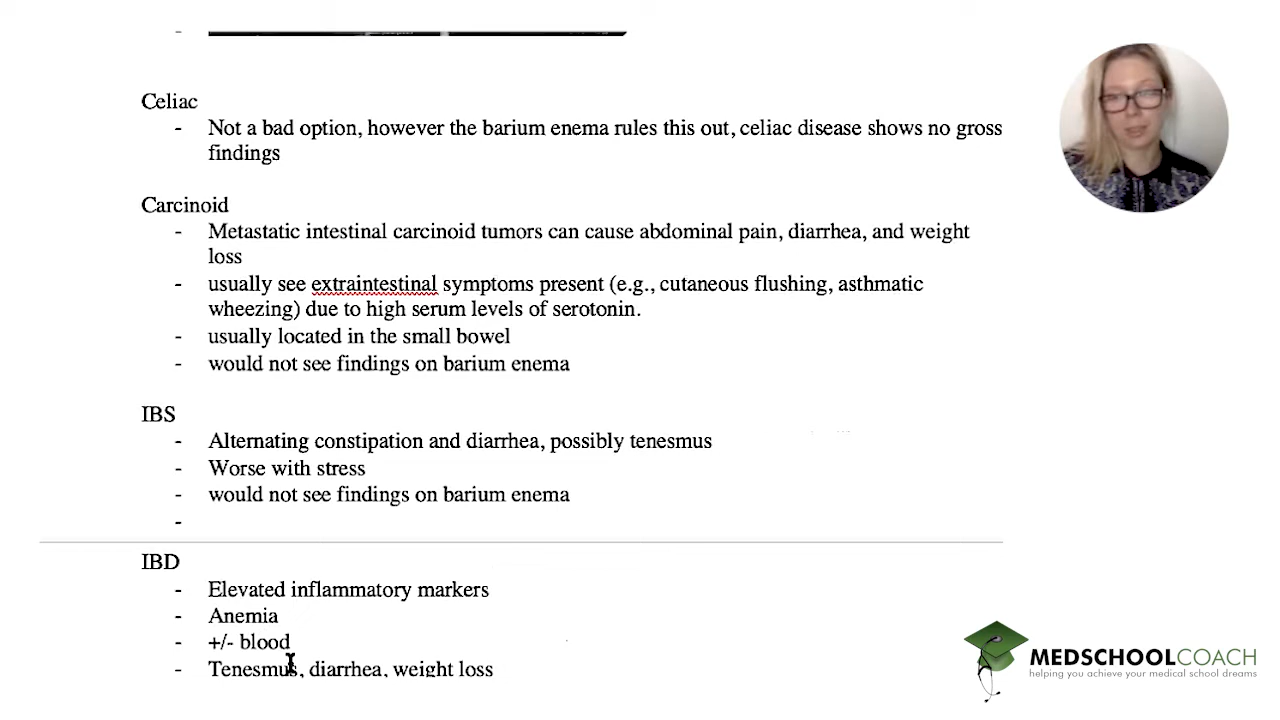 -
Celiac
- Not a bad option, however the barium enema rules this out, celiac disease shows no gross
findings
Carcinoid
- Metastatic intestinal carcinoid tumors can cause abdominal pain, diarrhea, and weight
loss
- usually see extraintestinal symptoms present (e.g., cutaneous flushing, asthmatic
wheezing) due to high serum levels of serotonin.
- usually located in the small bowel
- would not see findings on barium enema
IBS
- Alternating constipation and diarrhea, possibly tenesmus
- Worse with stress
- would not see findings on barium enema
-
IBD
- Elevated inflammatory markers
- Anemia
- +/- blood
- Tenesmus, diarrhea, weight loss
MEDSCHOOLCOACH
helping you achieve your medical school dreams